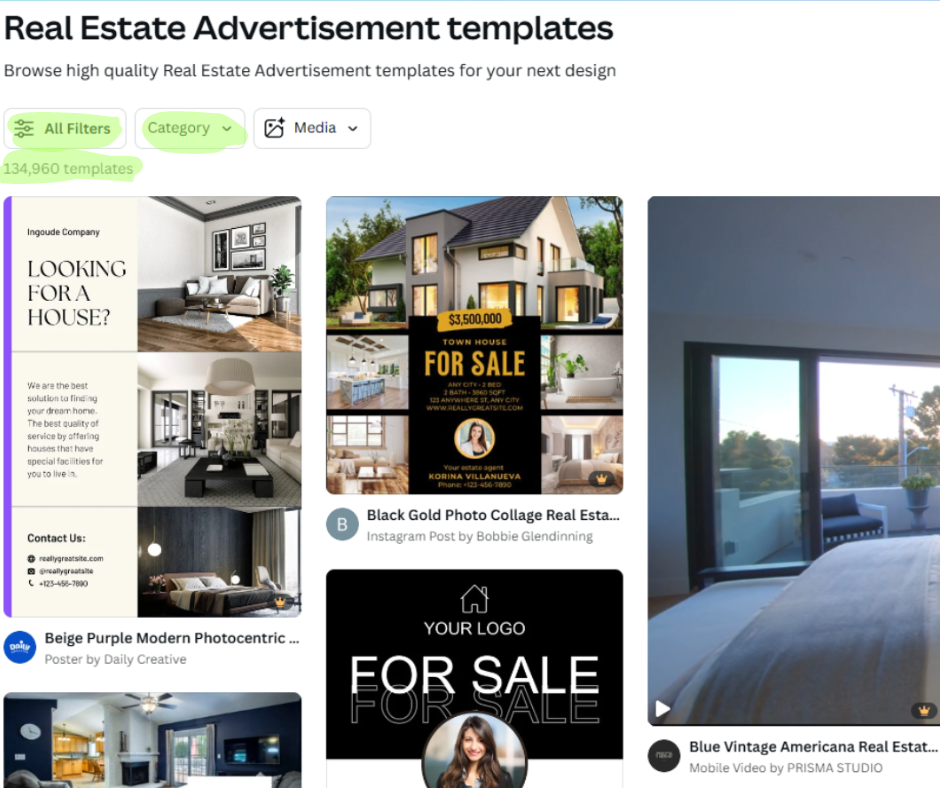 Real Estate Advertisement templates
Browse high quality Real Estate Advertisement templates for your next design
All Filters
Category
Media
134,960 templates
Ingoude Company
LOOKING
FOR A
HOUSE?
We are the best
solution to finding
your dream home.
The best quality of
service by offering
houses that have
special facilities for
you to live in.
Contact Us:
reallygreatsite.com
@reallygreatsite
+123-456-7890
Beige Purple Modern Photocentric ...
Poster by Daily Creative
$3,500,000
TOWN HOUSE
FOR SALE
ANY CITY - 2 BED
2 BATH - 3860 SQFT
123 ANYWHERE ST, ANY CITY
WWW.REALLYGREATSITE.COM
Your estate agent
KORINA VILLANUEVA
Phone: +123-456-7890
B
Black Gold Photo Collage Real Esta...
Instagram Post by Bobbie Glendinning
YOUR LOGO
FOR SALE
FOR SALE
Blue Vintage Americana Real Estat...
Mobile Video by PRISMA STUDIO